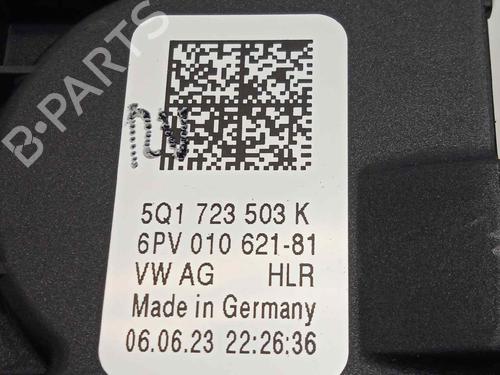 B-PARTS
5Q1 723 503 K
6PV 010 621-81
VW AG HLR
Made in Germany
06.06.23 22:26:36